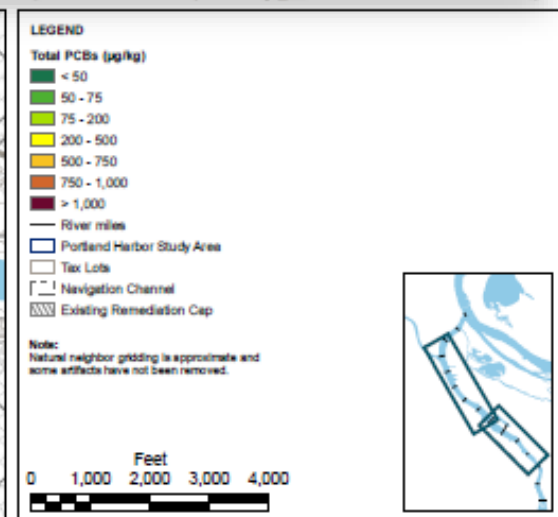 LEGEND
Total PCBs (µg/kg)
< 50
50 - 75
75 - 200
200 - 500
500 - 750
750 - 1,000
> 1,000
River miles
Portland Harbor Study Area
Tax Lots
Navigation Channel
Existing Remediation Cap
Note:
Natural neighbor gridding is approximate and
some artifacts have not been removed.
Feet
0 1,000 2,000 3,000 4,000